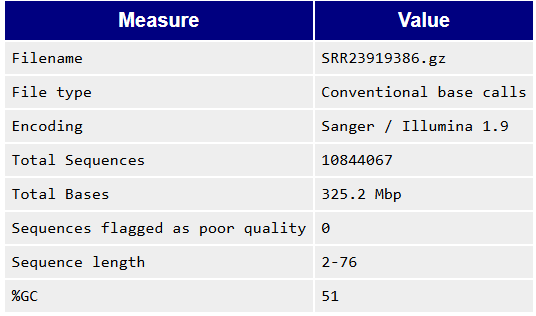 Measure Value
Filename SRR23919386.gz
File type Conventional base calls
Encoding Sanger / Illumina 1.9
Total Sequences 10844067
Total Bases 325.2 Mbp
Sequences flagged as poor quality 0
Sequence length 2-76
%GC 51